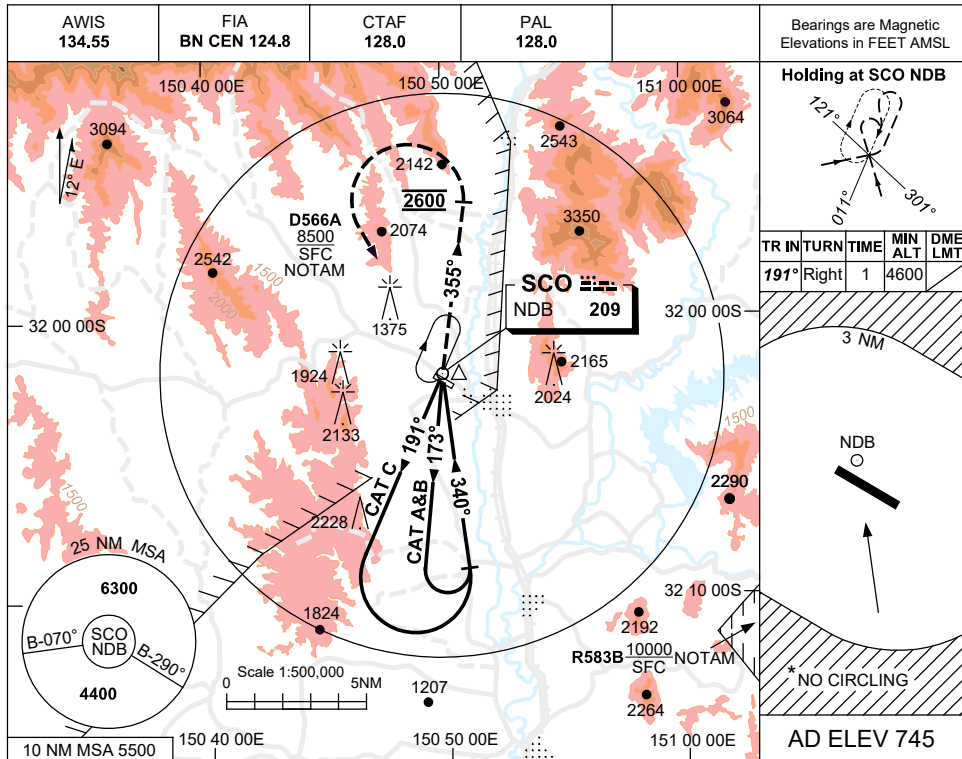 AWIS
134.55
FIA
BN CEN 124.8
CTAF
128.0
PAL
128.0
Bearings are Magnetic
Elevations in FEET AMSL
150 40 00E
150 50 00E
151 00 00E
12° E
3094
2142
2543
3064
2600
D566A
8500
SFC
NOTAM
2074
3350
2542
1500
2000
355°
SCO
NDB 209
1375
32 00 00S
32 00 00S
1924
2133
2165
2024
1500
CAT C
191°
CAT A&B
173°
340°
2290
1500
2228
25 NM MSA
6300
B-070°
SCO
NDB
B-290°
4400
10 NM MSA 5500
1824
32 10 00S
2192
R583B
10000
SFC
NOTAM
2264
1207
Scale 1:500,000
0
5NM
150 40 00E
150 50 00E
151 00 00E
Holding at SCO NDB
121°
011°
301°
TR IN TURN TIME MIN ALT DME LMT
191° Right 1 4600
3 NM
NDB
*NO CIRCLING
AD ELEV 745